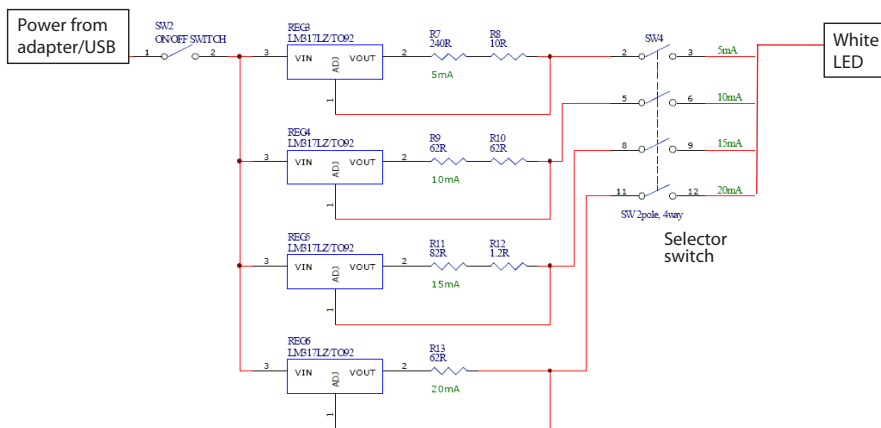 Power from
adapter/USB
SW2
ON/OFF SWITCH
1
2
REG3
LM317LZ/TO92
3
VIN
VOUT
ADJ
2
1
R7
240R
R8
10R
5mA
REG4
LM317LZ/TO92
3
VIN
VOUT
ADJ
2
1
R9
62R
R10
62R
10mA
REG5
LM317LZ/TO92
3
VIN
VOUT
ADJ
2
1
R11
82R
R12
1.2R
15mA
REG6
LM317LZ/TO92
3
VIN
VOUT
ADJ
2
1
R13
62R
20mA
SW4
2
3
5mA
5
6
10mA
8
9
15mA
11
12
20mA
SW 2pole, 4way
Selector
switch
White
LED